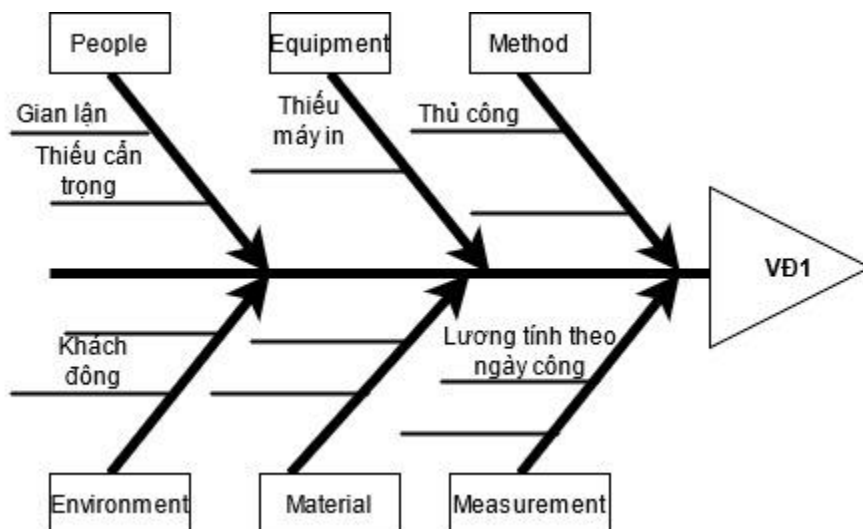 People
Equipment
Method
Gian lận
Thiếu cẩn
trọng
Thiếu
máy in
Thủ công
VĐ1
Khách
đông
Lương tính theo
ngày công
Environment
Material
Measurement